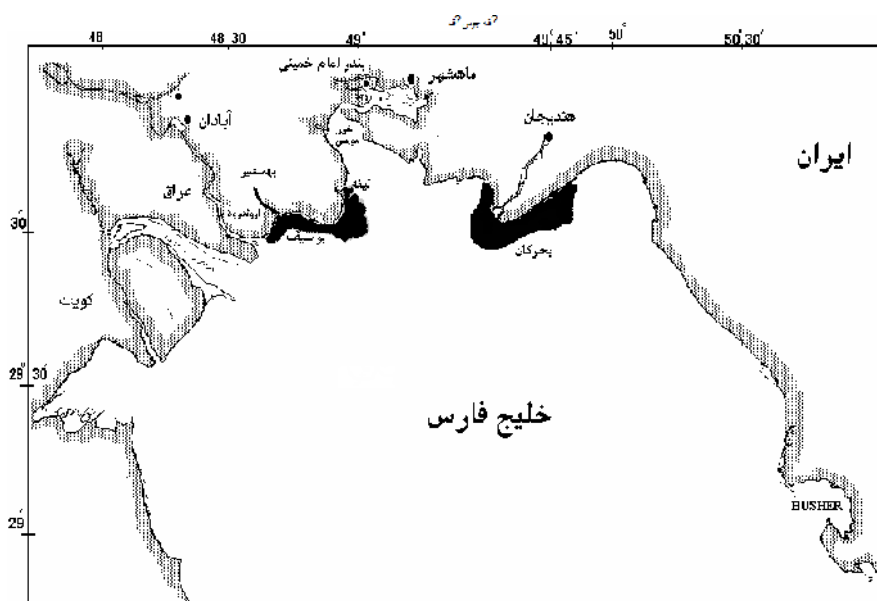 48
48 30
49
49 45
50°
50,30
بندر امام خمینی
ماهشهر
آبادان
خور موسی
هندیجان
ایران
بهمنشیر
عراق
لیفه
اروندرود
30
بوسیف
بحرکان
کویت
29° 30
خلیج فارس
BUSHER
29